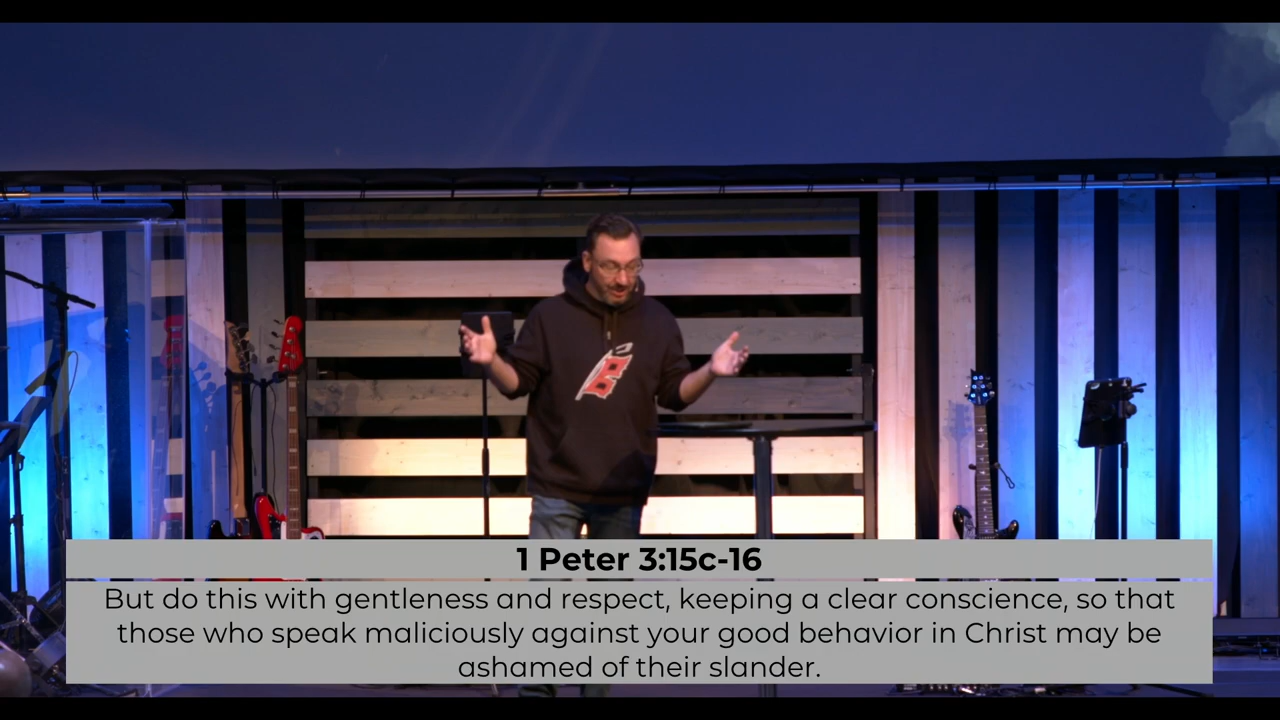 1 Peter 3:15c-16
But do this with gentleness and respect, keeping a clear conscience, so that
those who speak maliciously against your good behavior in Christ may be
ashamed of their slander.